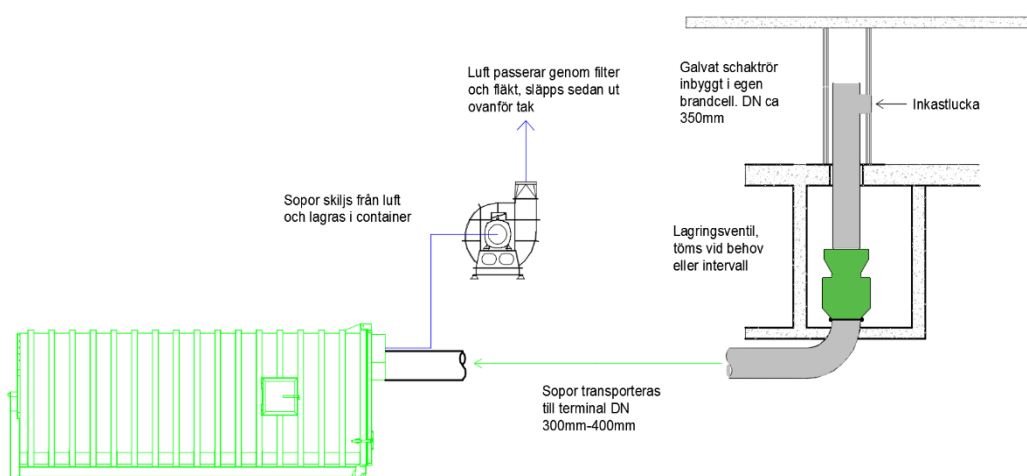 Luft passerar genom filter
och fläkt, släpps sedan ut
ovanför tak
Galvat schaktrör
inbyggt i egen
brandcell. DN ca
350mm
Inkastlucka
Sopor skiljs från luft
och lagras i container
Lagringsventil,
töms vid behov
eller intervall
Sopor transporteras
till terminal DN
300mm-400mm